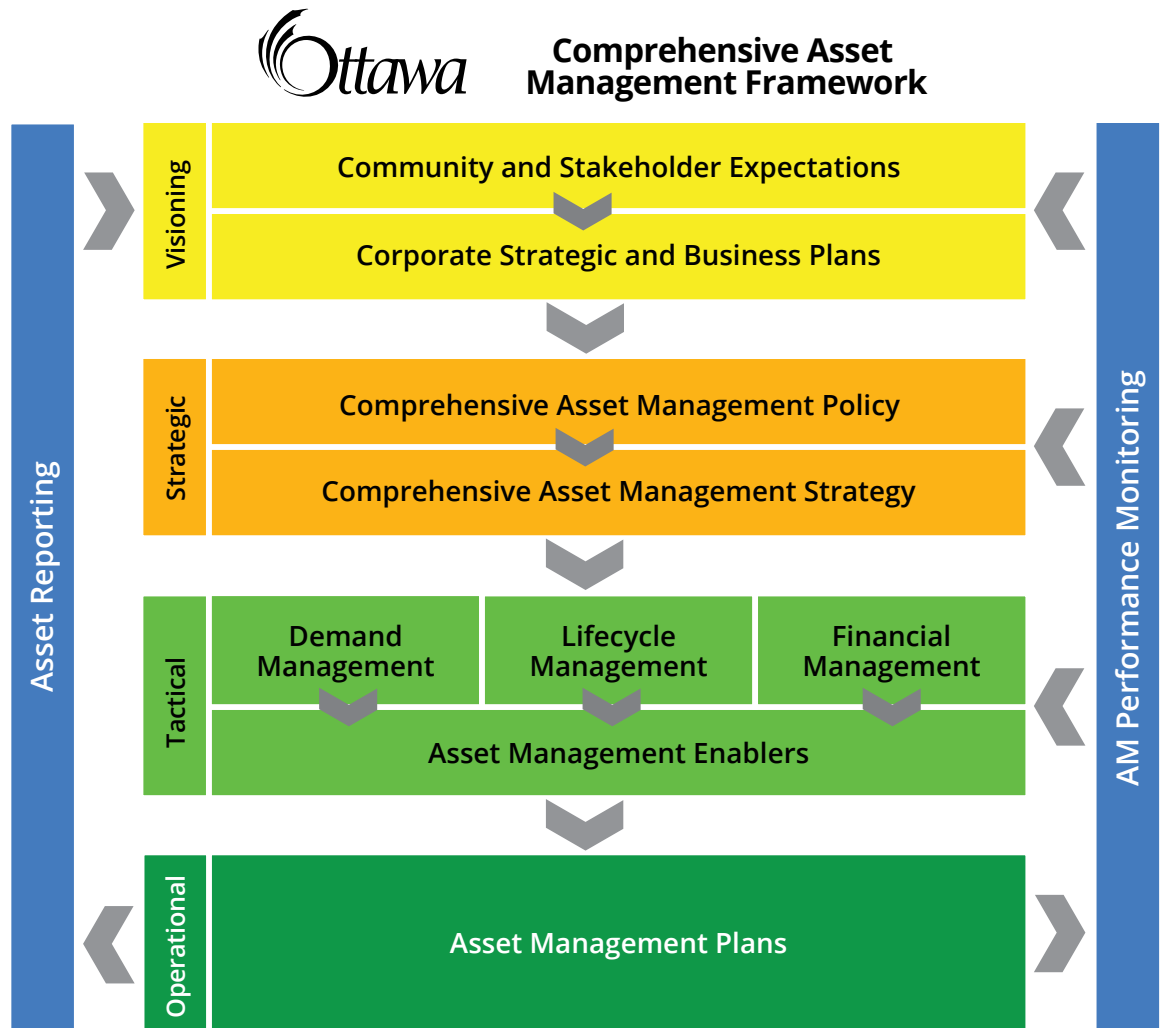 Ottawa
Comprehensive Asset
Management Framework
Asset Reporting
Visioning
Community and Stakeholder Expectations
Corporate Strategic and Business Plans
Strategic
Comprehensive Asset Management Policy
Comprehensive Asset Management Strategy
Tactical
Demand
Management
Lifecycle
Management
Financial
Management
Asset Management Enablers
Operational
Asset Management Plans
AM Performance Monitoring